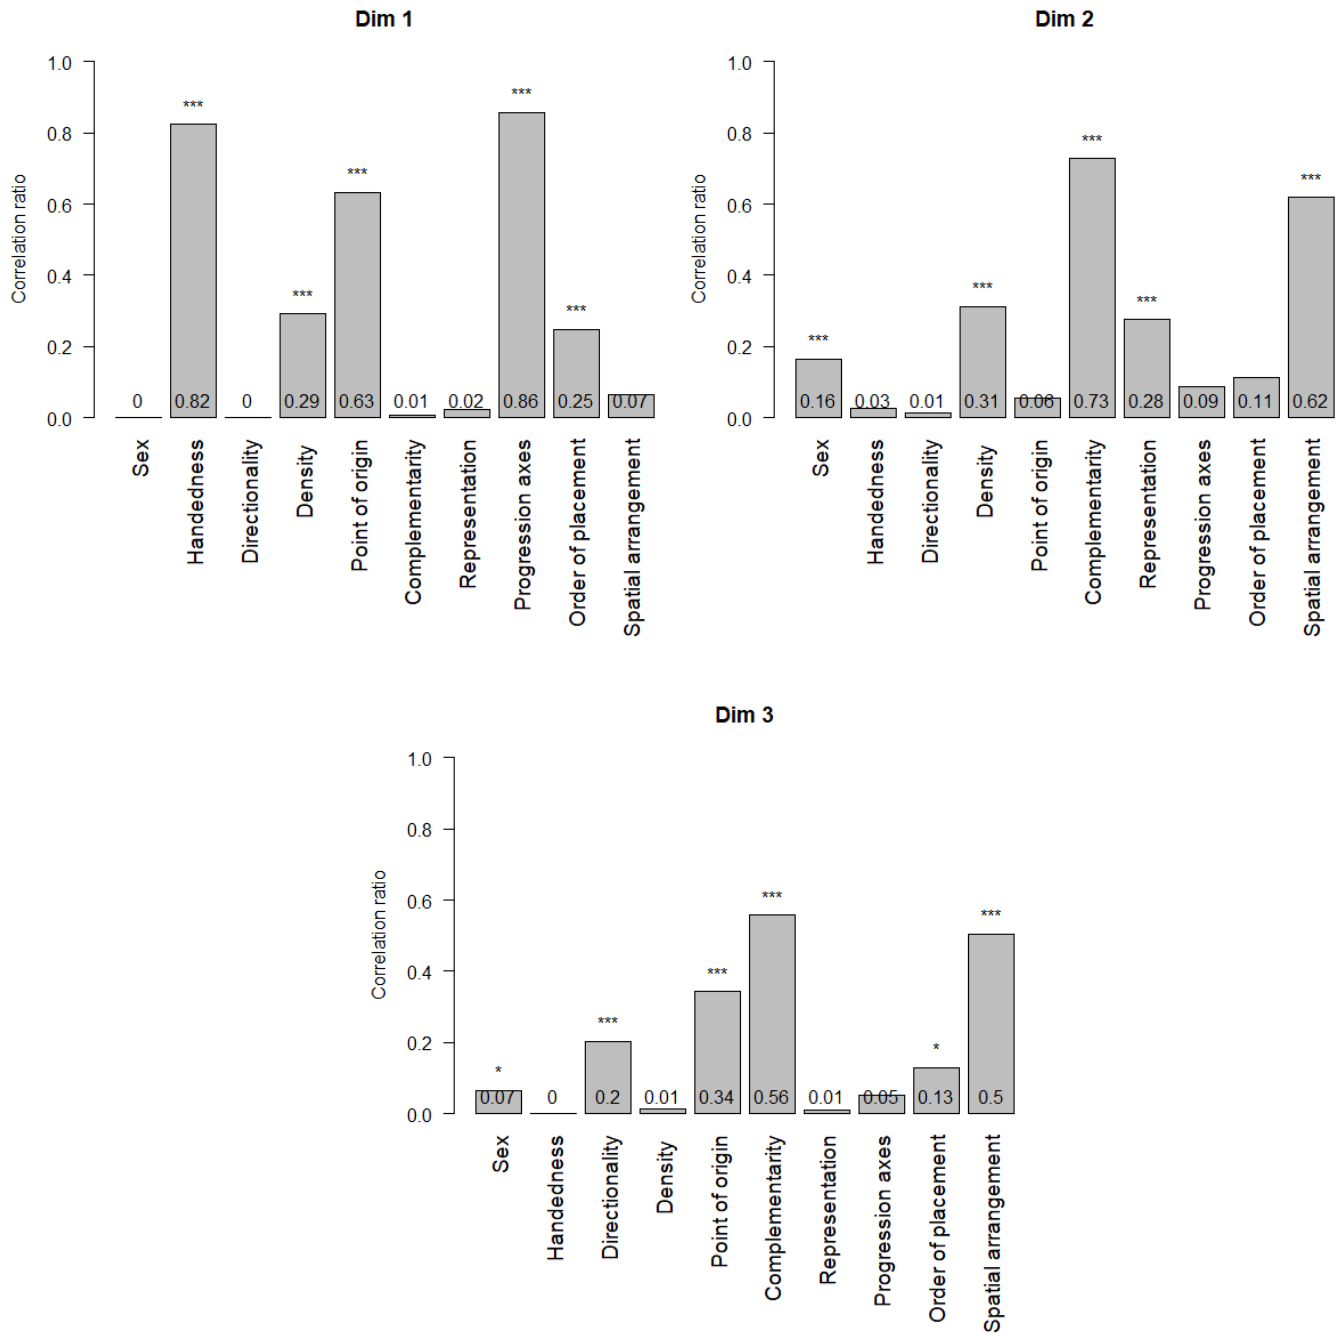 Dim 1
1.0
0.8
0.6
0.4
0.2
0.0
Correlation ratio
*** *** *** *** ***
0 0.82 0 0.29 0.63 0.01 0.02 0.86 0.25 0.07
Sex
Handedness
Directionality
Density
Point of origin
Complementarity
Representation
Progression axes
Order of placement
Spatial arrangement
Dim 2
1.0
0.8
0.6
0.4
0.2
0.0
Correlation ratio
*** *** *** *** ***
0.16 0.03 0.01 0.31 0.06 0.73 0.28 0.09 0.11 0.62
Sex
Handedness
Directionality
Density
Point of origin
Complementarity
Representation
Progression axes
Order of placement
Spatial arrangement
Dim 3
1.0
0.8
0.6
0.4
0.2
0.0
Correlation ratio
* *** *** *** * ***
0.07 0 0.2 0.01 0.34 0.56 0.01 0.05 0.13 0.5
Sex
Handedness
Directionality
Density
Point of origin
Complementarity
Representation
Progression axes
Order of placement
Spatial arrangement